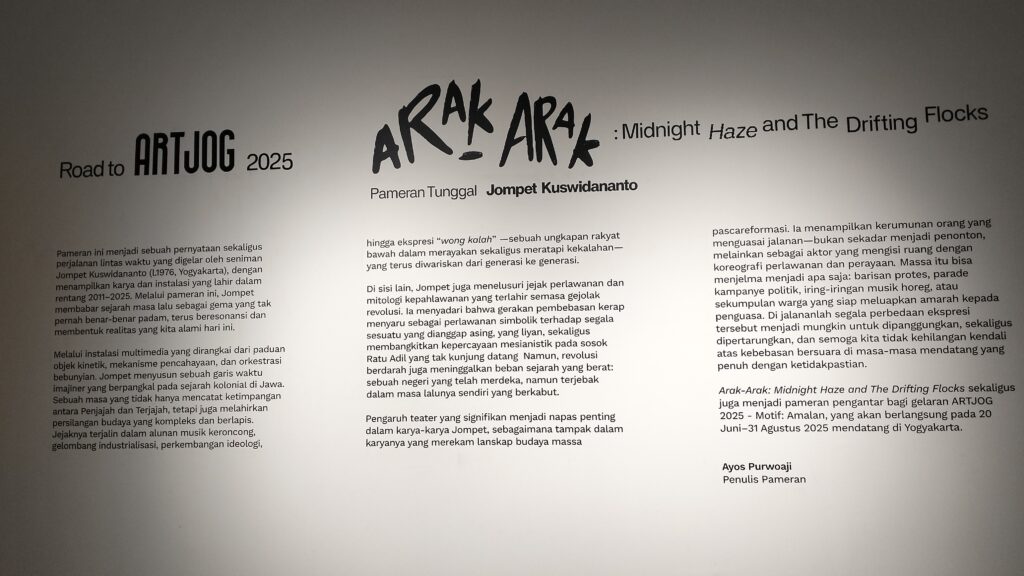 Road to ARTJOG 2025
ARAK ARAK : Midnight Haze and The Drifting Flocks
Pameran Tunggal Jompet Kuswidananto
Pameran ini menjadi sebuah pernyataan sekaligus
perjalanan lintas waktu yang digelar oleh seniman
Jompet Kuswidananto (L1976, Yogyakarta), dengan
menampilkan karya dan instalasi yang lahir dalam
rentang 2011–2025. Melalui pameran ini, Jompet
membabar sejarah masa lalu sebagai gema yang tak
pernah benar-benar padam, terus beresonansi dan
membentuk realitas yang kita alami hari ini.
Melalui instalasi multimedia yang dirangkai dari paduan
objek kinetik, mekanisme pencahayaan, dan orkestrasi
bebunyian. Jompet menyusun sebuah garis waktu
imajiner yang berpangkal pada sejarah kolonial di Jawa.
Sebuah masa yang tidak hanya mencatat ketimpangan
antara Penjajah dan Terjajah, tetapi juga melahirkan
persilangan budaya yang kompleks dan berlapis.
Jejaknya terjalin dalam alunan musik keroncong,
gelombang industrialisasi, perkembangan ideologi,
hingga ekspresi “wong kalah” —sebuah ungkapan rakyat
bawah dalam merayakan sekaligus meratapi kekalahan—
yang terus diwariskan dari generasi ke generasi.
Di sisi lain, Jompet juga menelusuri jejak perlawanan dan
mitologi kepahlawanan yang terlahir semasa gejolak
revolusi. Ia menyadari bahwa gerakan pembebasan kerap
menyaru sebagai perlawanan simbolik terhadap segala
sesuatu yang dianggap asing, yang liyan, sekaligus
membangkitkan kepercayaan mesianistik pada sosok
Ratu Adil yang tak kunjung datang Namun, revolusi
berdarah juga meninggalkan beban sejarah yang berat:
sebuah negeri yang telah merdeka, namun terjebak
dalam masa lalunya sendiri yang berkabut.
Pengaruh teater yang signifikan menjadi napas penting
dalam karya-karya Jompet, sebagaimana tampak dalam
karyanya yang merekam lanskap budaya massa
pascareformasi. Ia menampilkan kerumunan orang yang
menguasai jalanan—bukan sekadar menjadi penonton,
melainkan sebagai aktor yang mengisi ruang dengan
koreografi perlawanan dan perayaan. Massa itu bisa
menjelma menjadi apa saja: barisan protes, parade
kampanye politik, iring-iringan musik horeg, atau
sekumpulan warga yang siap meluapkan amarah kepada
penguasa. Di jalananlah segala perbedaan ekspresi
tersebut menjadi mungkin untuk dipanggungkan, sekaligus
dipertarungkan, dan semoga kita tidak kehilangan kendali
atas kebebasan bersuara di masa-masa mendatang yang
penuh dengan ketidakpastian.
Arak-Arak: Midnight Haze and The Drifting Flocks sekaligus
juga menjadi pameran pengantar bagi gelaran ARTJOG
2025 - Motif: Amalan, yang akan berlangsung pada 20
Juni–31 Agustus 2025 mendatang di Yogyakarta.
Ayos Purwoaji
Penulis Pameran